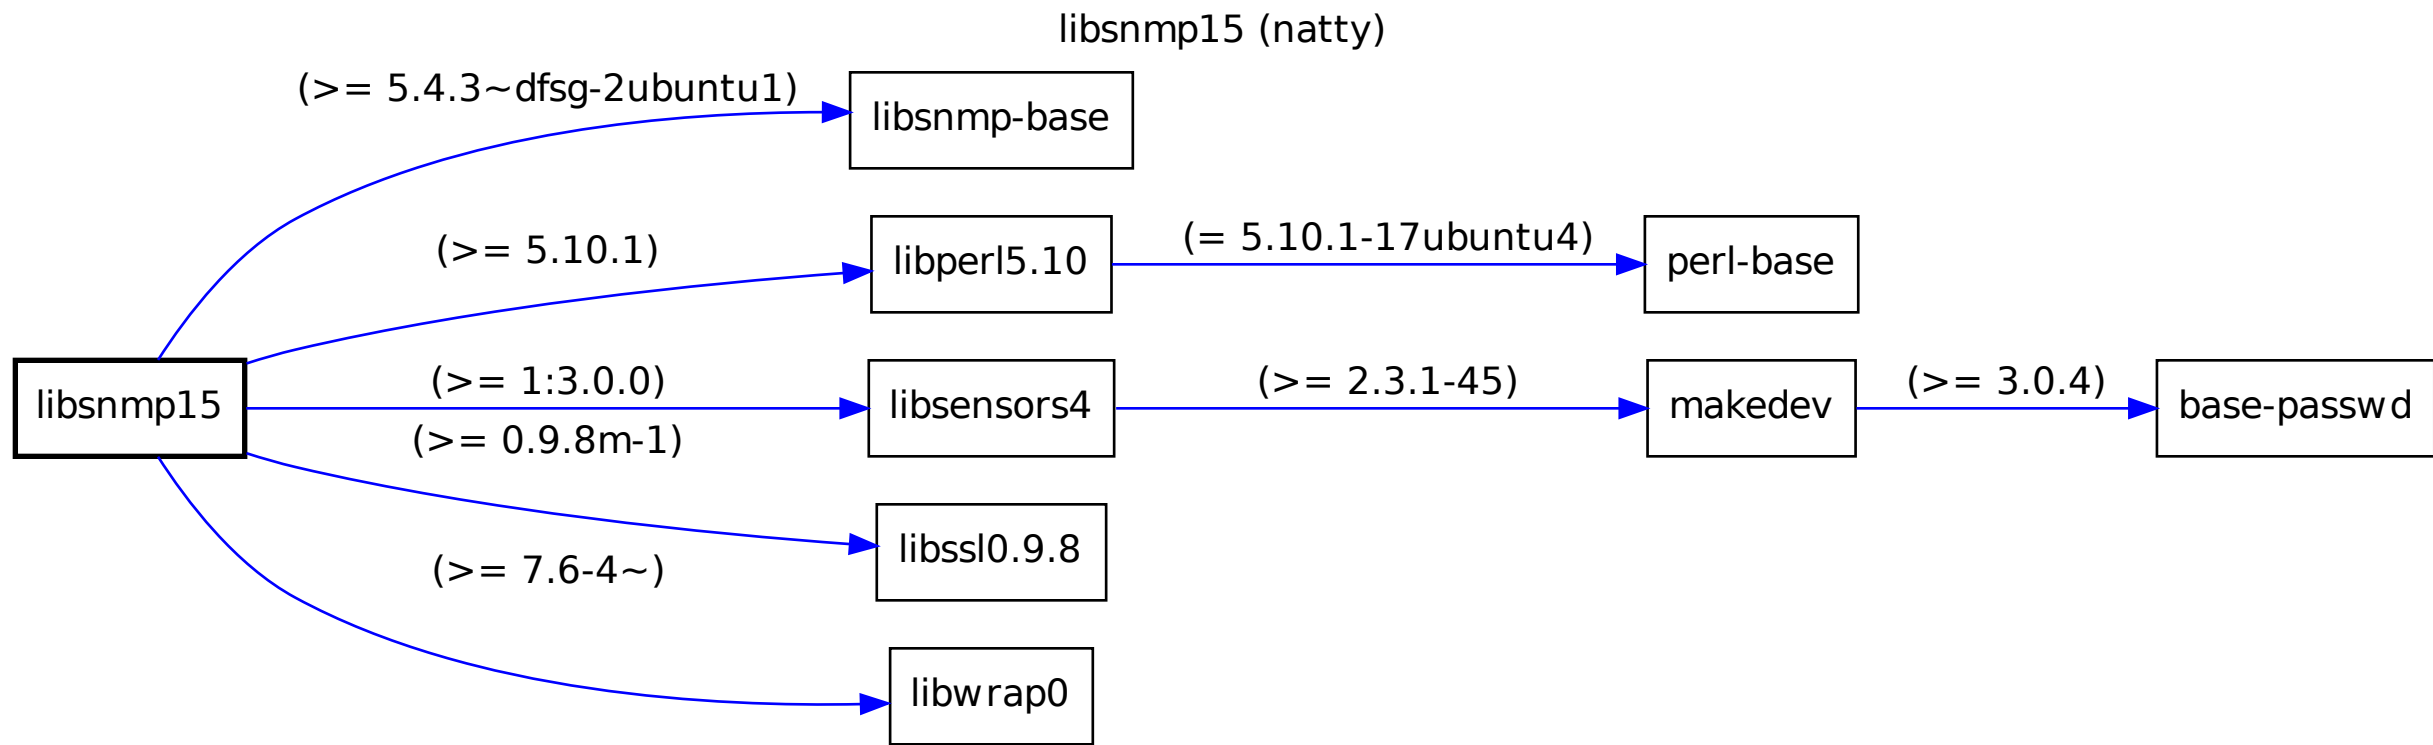 libsnmp15 (natty)
(>= 5.4.3~dfsg-2ubuntu1)
libsnmp-base
(>= 5.10.1)
libperl5.10
(= 5.10.1-17ubuntu4)
perl-base
libsnmp15
(>= 1:3.0.0)
libsensors4
(>= 2.3.1-45)
makedev
(>= 3.0.4)
base-passwd
(>= 0.9.8m-1)
libssl0.9.8
(>= 7.6-4~)
libwrap0